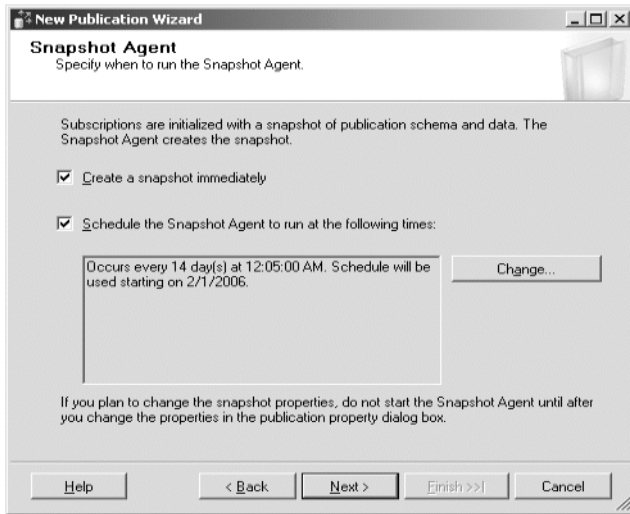 New Publication Wizard
Snapshot Agent
Specify when to run the Snapshot Agent.
Subscriptions are initialized with a snapshot of publication schema and data. The
Snapshot Agent creates the snapshot.
Create a snapshot immediately
Schedule the Snapshot Agent to run at the following times:
Occurs every 14 day(s) at 12:05:00 AM. Schedule will be
used starting on 2/1/2006.
Change...
If you plan to change the snapshot properties, do not start the Snapshot Agent until after
you change the properties in the publication property dialog box.
Help
< Back
Next >
Finish >>|
Cancel